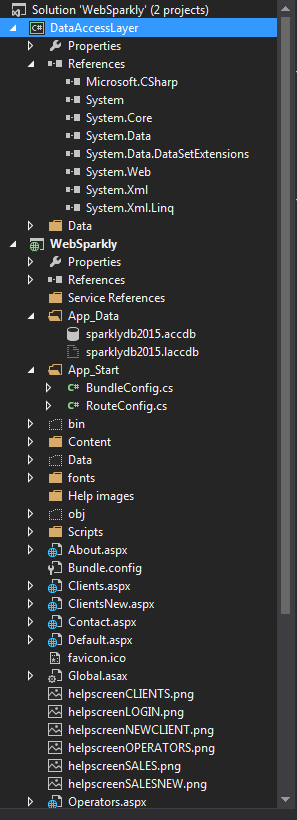 Solution 'WebSparkly' (2 projects)
C# DataAccessLayer
Properties
References
Microsoft.CSharp
System
System.Core
System.Data
System.Data.DataSetExtensions
System.Web
System.Xml
System.Xml.Linq
Data
WebSparkly
Properties
References
Service References
App_Data
sparklydb2015.accdb
sparklydb2015.laccdb
App_Start
C# BundleConfig.cs
C# RouteConfig.cs
bin
Content
Data
fonts
Help images
obj
Scripts
About.aspx
Bundle.config
Clients.aspx
ClientsNew.aspx
Contact.aspx
Default.aspx
favicon.ico
Global.asax
helpscreenCLIENTS.png
helpscreenLOGIN.png
helpscreenNEWCLIENT.png
helpscreenOPERATORS.png
helpscreenSALES.png
helpscreenSALESNEW.png
Operators.aspx